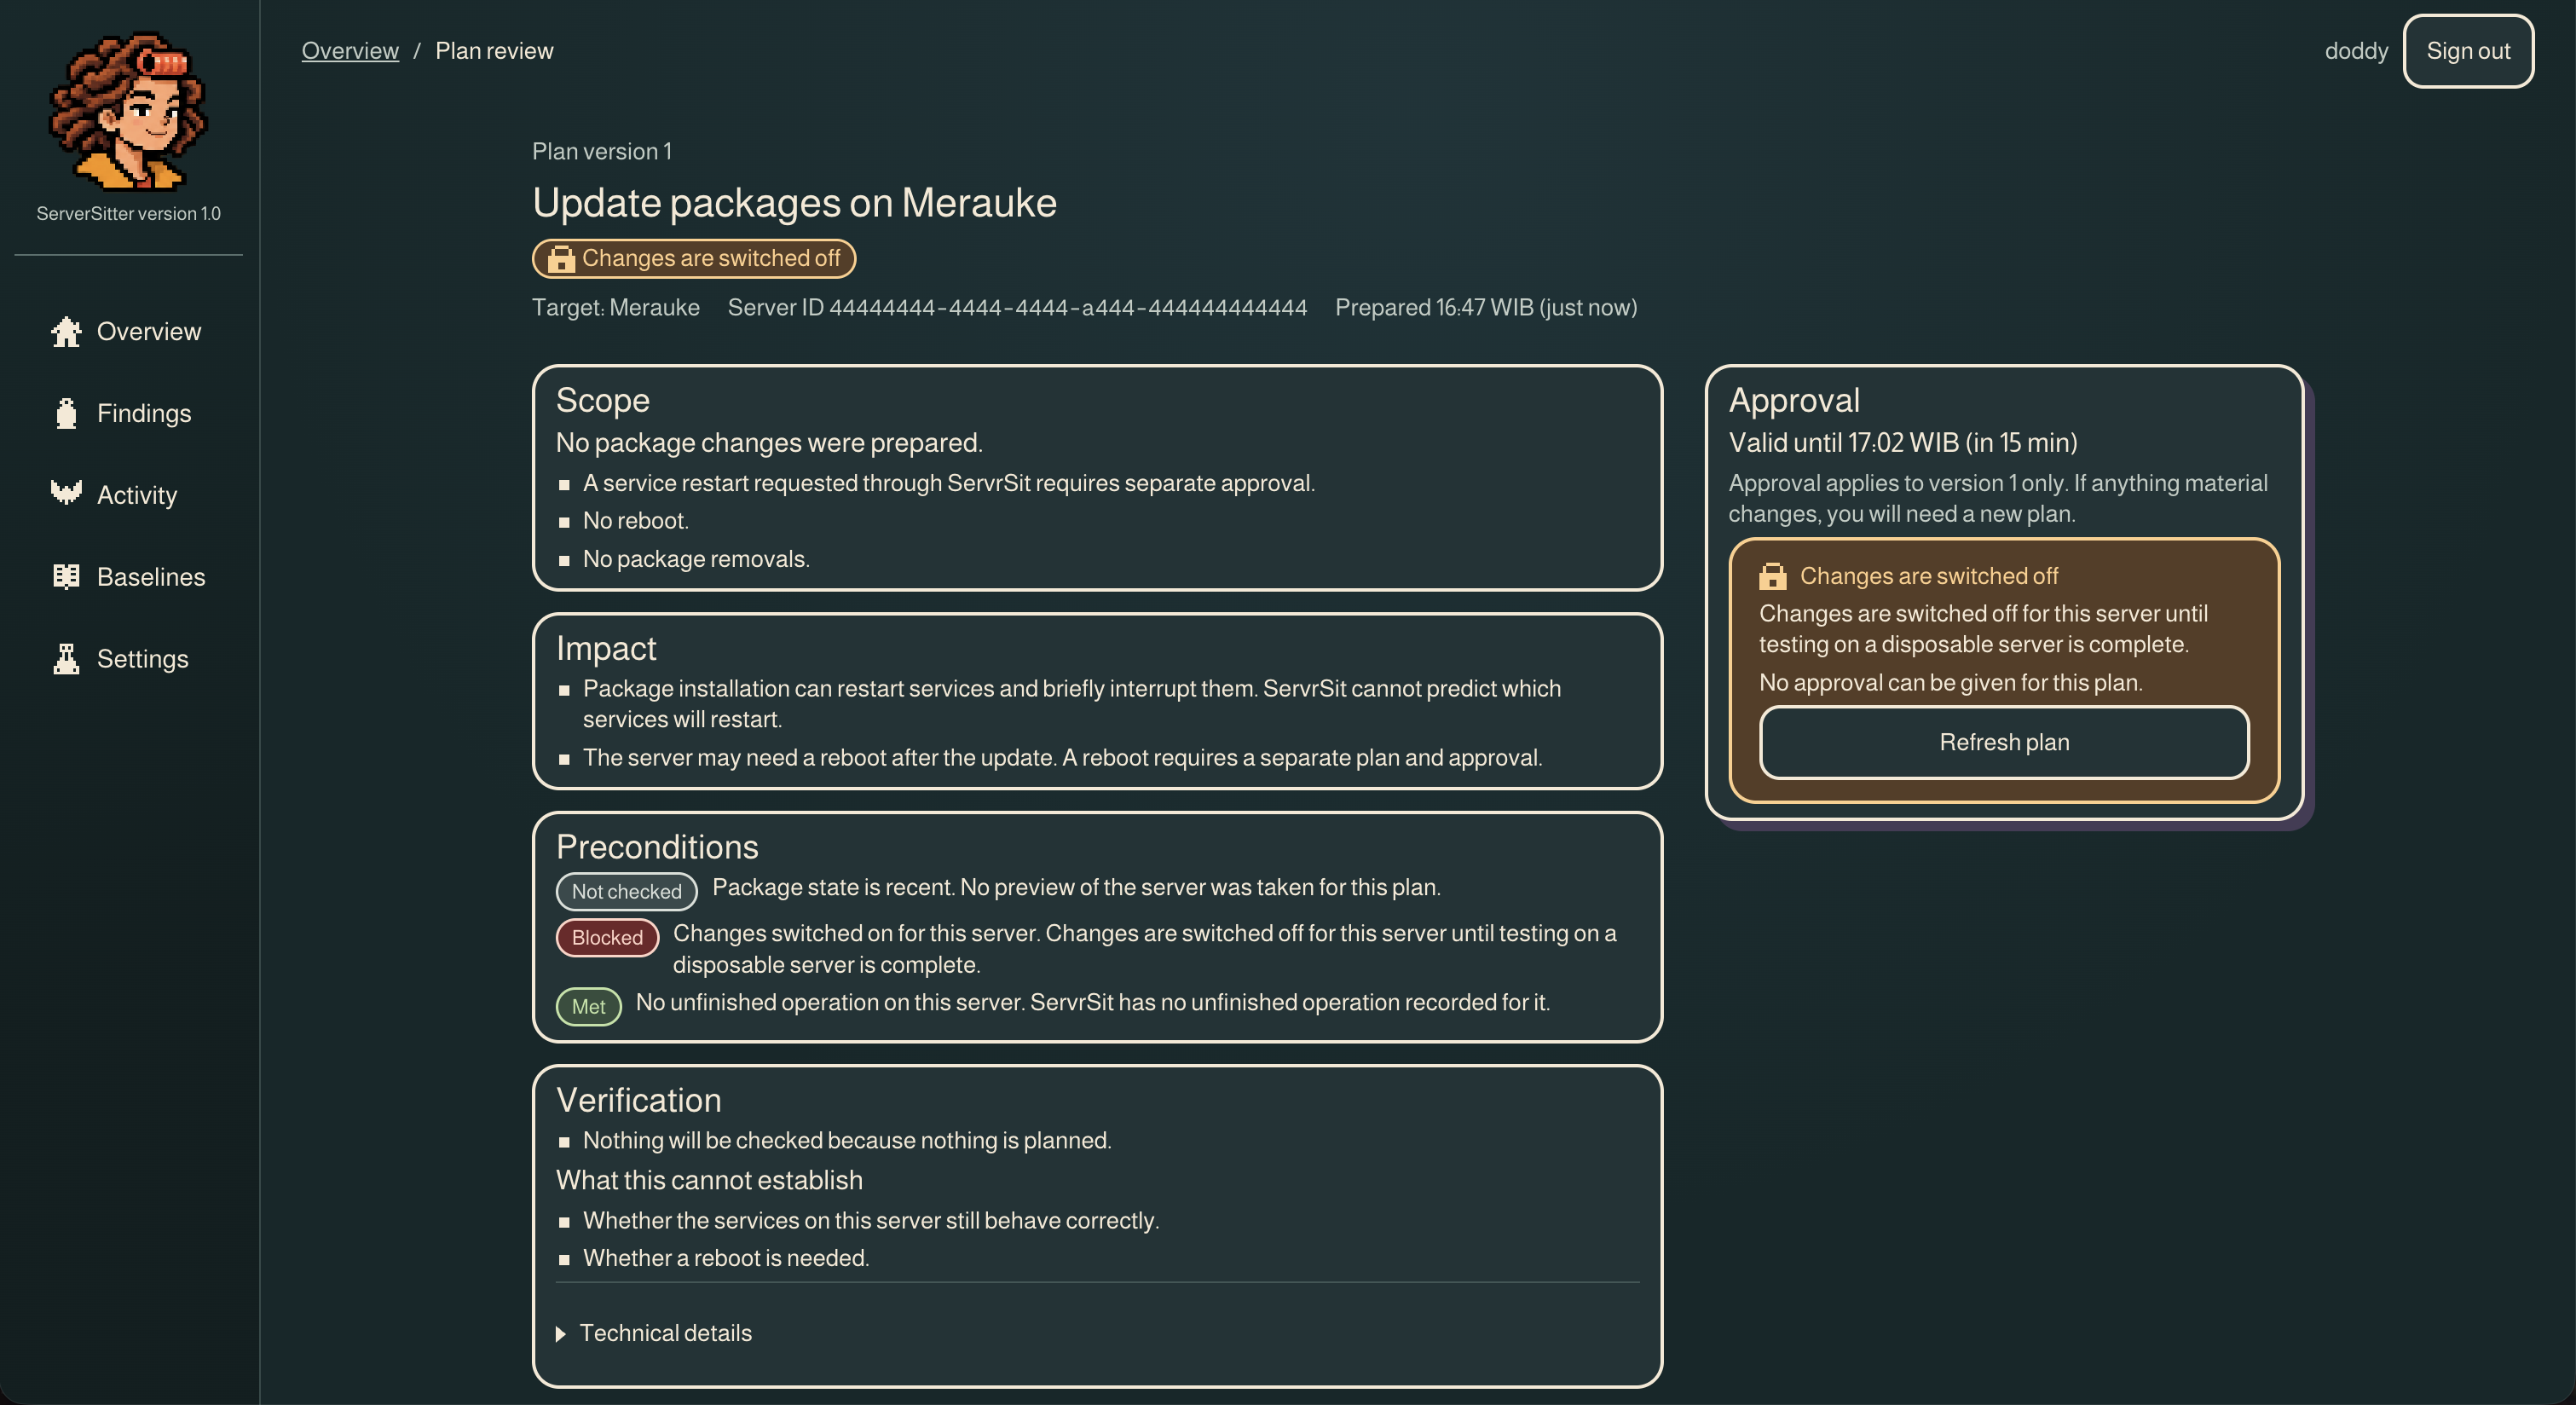 ServerSitter version 1.0
Overview
Findings
Activity
Baselines
Settings
Overview / Plan review
doddy
Sign out
Plan version 1
Update packages on Merauke
Changes are switched off
Target: Merauke Server ID 44444444-4444-4444-a444-444444444444 Prepared 16:47 WIB (just now)
Scope
No package changes were prepared.
A service restart requested through ServrSit requires separate approval.
No reboot.
No package removals.
Impact
Package installation can restart services and briefly interrupt them. ServrSit cannot predict which
services will restart.
The server may need a reboot after the update. A reboot requires a separate plan and approval.
Preconditions
Not checked Package state is recent. No preview of the server was taken for this plan.
Blocked Changes switched on for this server. Changes are switched off for this server until testing on a
disposable server is complete.
Met No unfinished operation on this server. ServrSit has no unfinished operation recorded for it.
Verification
Nothing will be checked because nothing is planned.
What this cannot establish
Whether the services on this server still behave correctly.
Whether a reboot is needed.
Technical details
Approval
Valid until 17:02 WIB (in 15 min)
Approval applies to version 1 only. If anything material
changes, you will need a new plan.
Changes are switched off
Changes are switched off for this server until
testing on a disposable server is complete.
No approval can be given for this plan.
Refresh plan